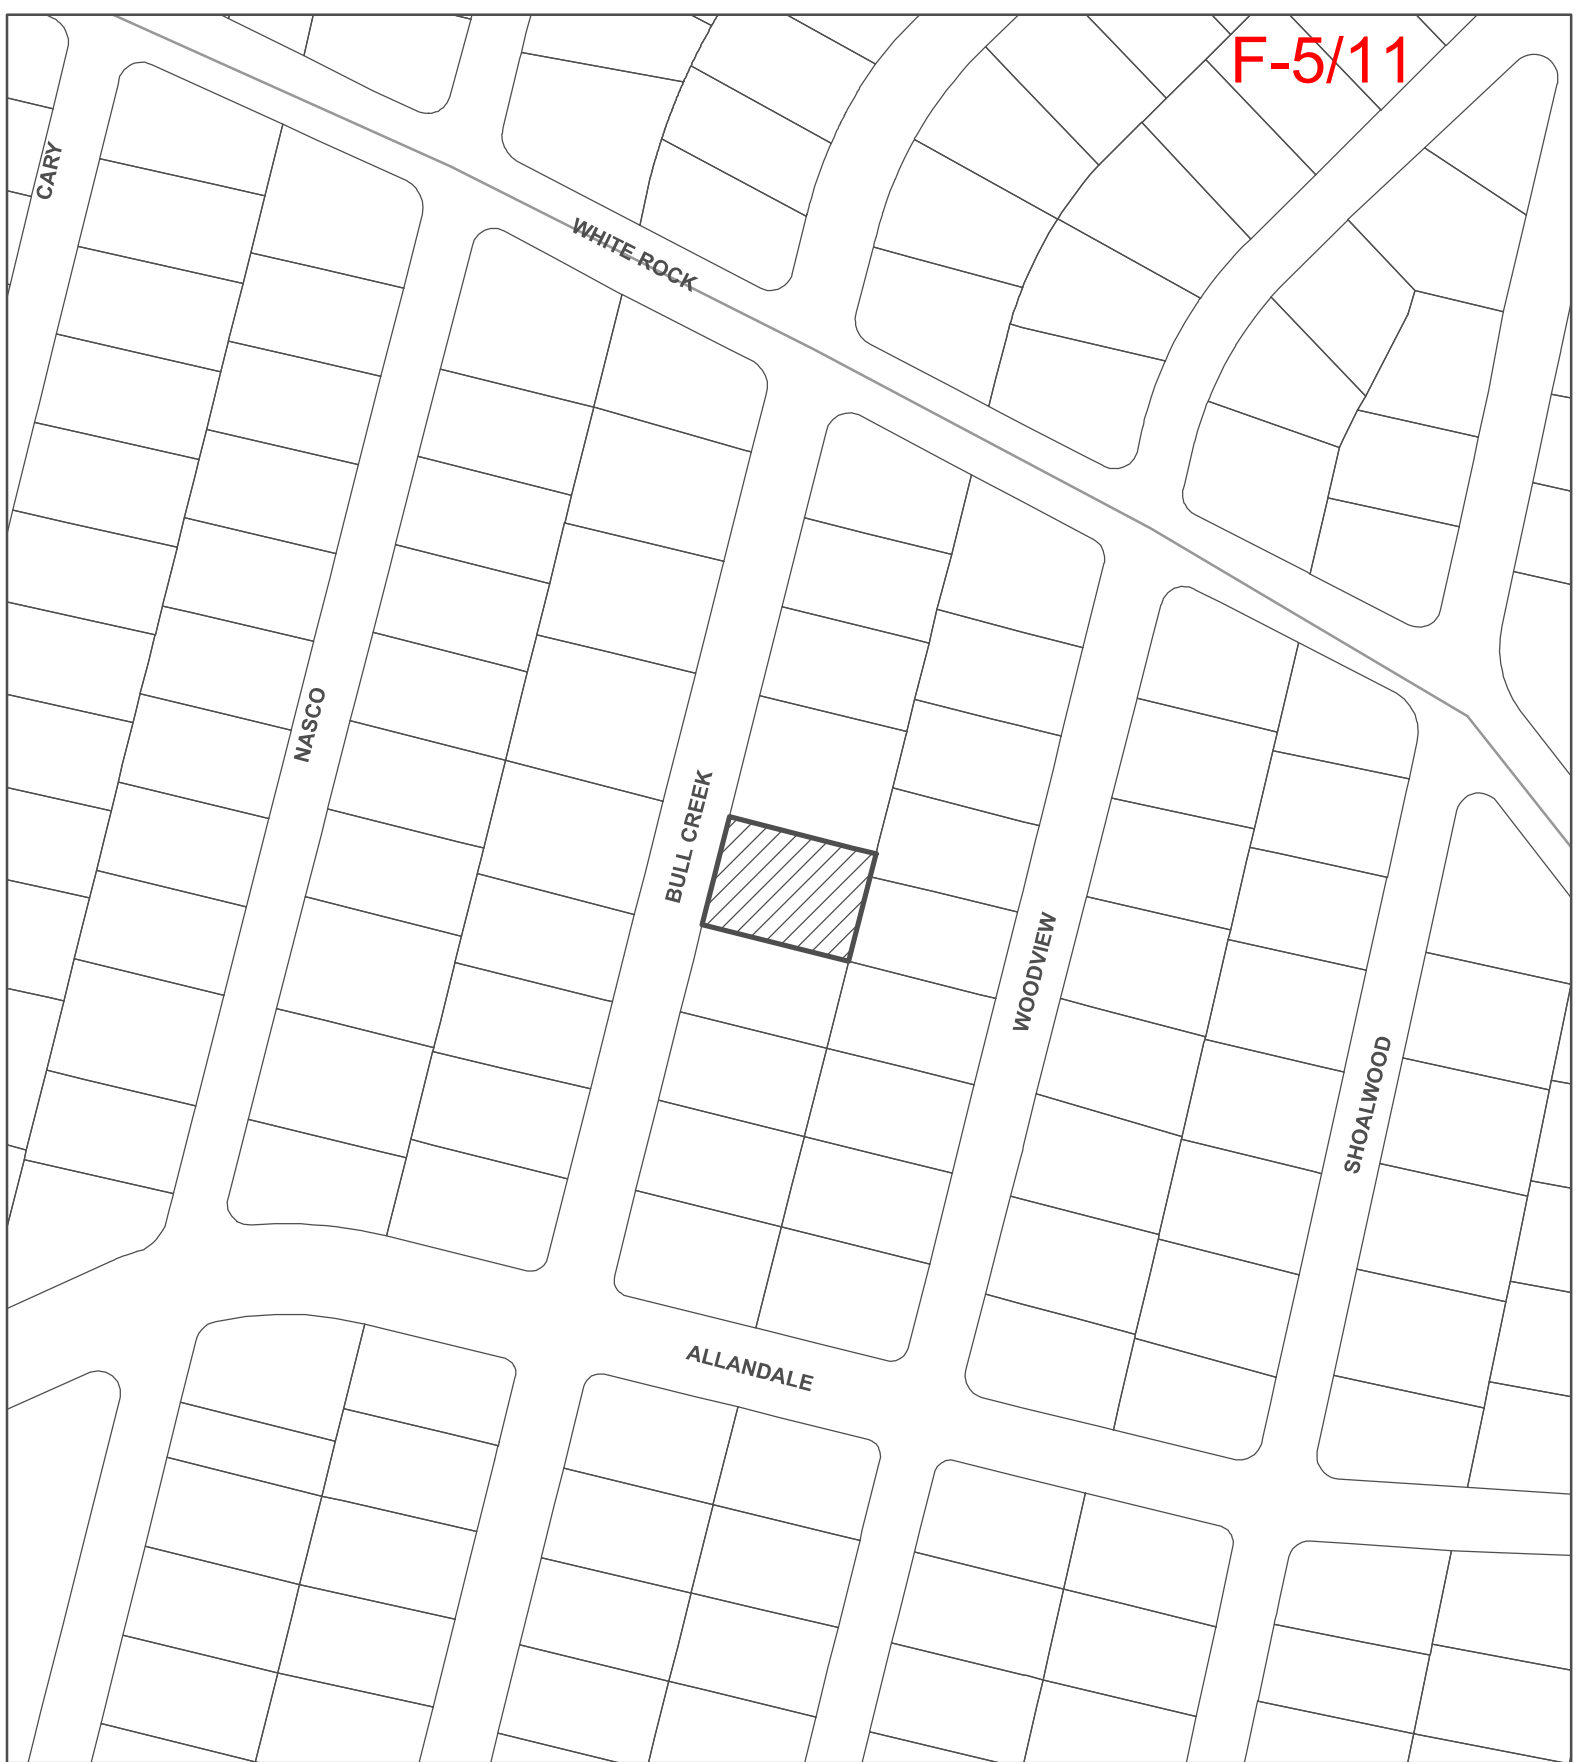 F-5/11
CARY
WHITE ROCK
NASCO
BULL CREEK
WOODVIEW
SHOALWOOD
ALLANDALE